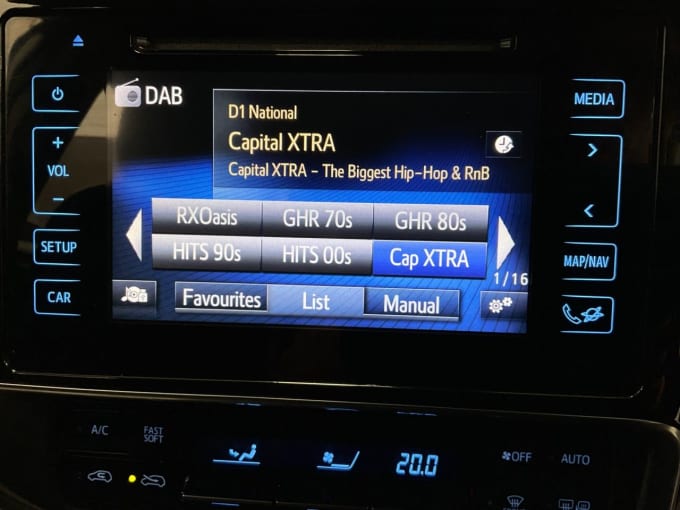 DAB
D1 National
Capital XTRA
Capital XTRA – The Biggest Hip-Hop & RnB
RXOasis GHR 70s GHR 80s
HITS 90s HITS 00s Cap XTRA
1/16
Favourites List Manual
+
VOL
–
SETUP
CAR
MEDIA
MAP/NAV
A/C
FAST
SOFT
20.0
OFF
AUTO